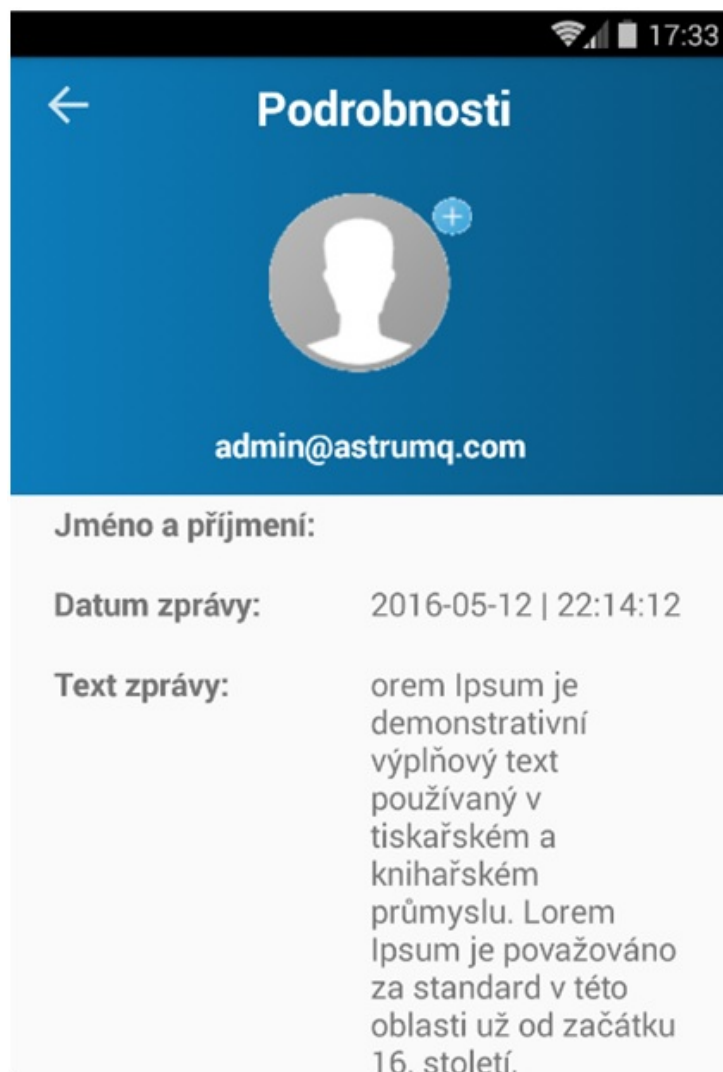 17:33
Podrobnosti
admin@astrumq.com
Jméno a příjmení:
Datum zprávy: 2016-05-12 | 22:14:12
Text zprávy: orem Ipsum je
demonstrativní
výplňový text
používaný v
tiskařském a
knihařském
průmyslu. Lorem
Ipsum je považováno
za standard v této
oblasti už od začátku
16. století.